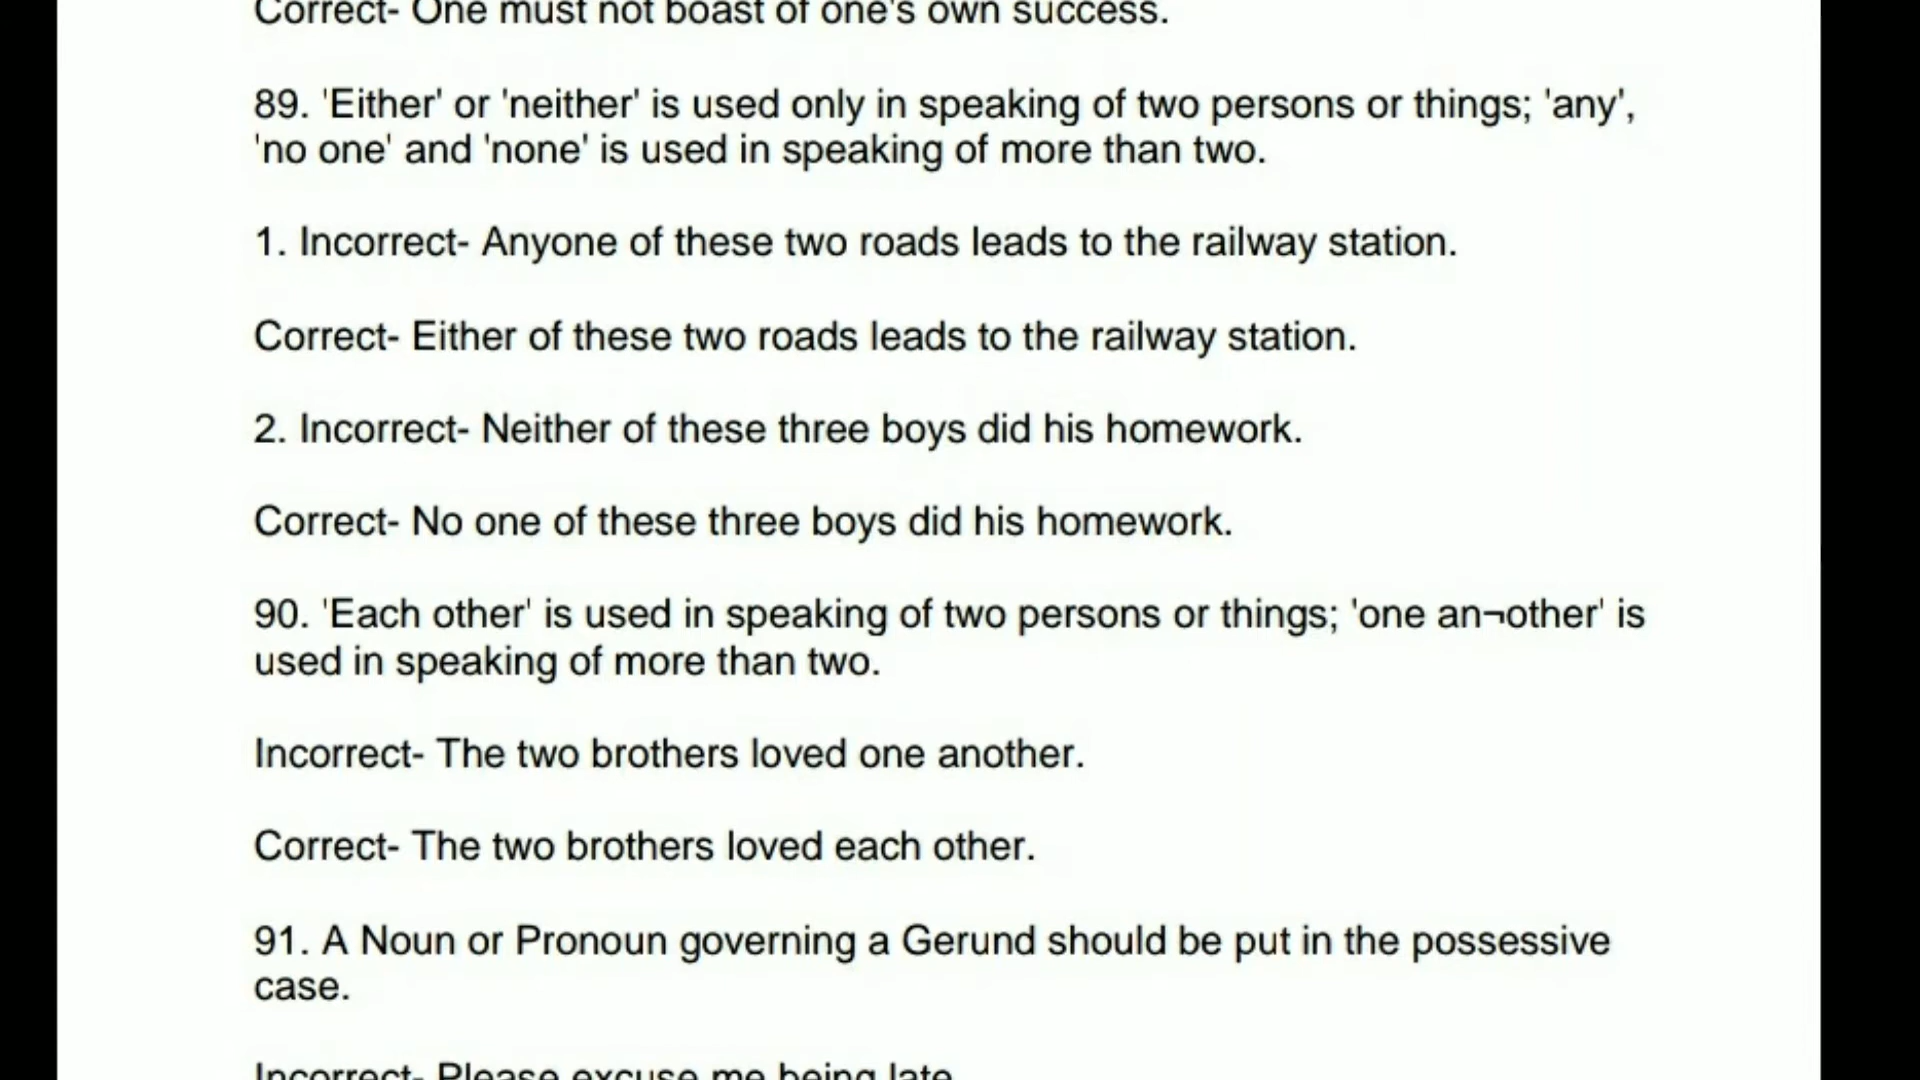 Correct- One must not boast of one's own success.
89. 'Either' or 'neither' is used only in speaking of two persons or things; 'any',
'no one' and 'none' is used in speaking of more than two.
1. Incorrect- Anyone of these two roads leads to the railway station.
Correct- Either of these two roads leads to the railway station.
2. Incorrect- Neither of these three boys did his homework.
Correct- No one of these three boys did his homework.
90. 'Each other' is used in speaking of two persons or things; 'one an¬other' is
used in speaking of more than two.
Incorrect- The two brothers loved one another.
Correct- The two brothers loved each other.
91. A Noun or Pronoun governing a Gerund should be put in the possessive
case.
Incorrect- Please excuse me being late.